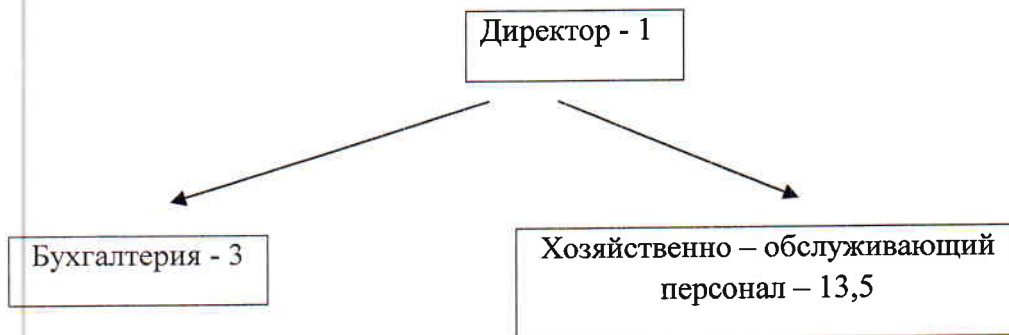 Директор - 1
Бухгалтерия - 3
Хозяйственно – обслуживающий
персонал – 13,5